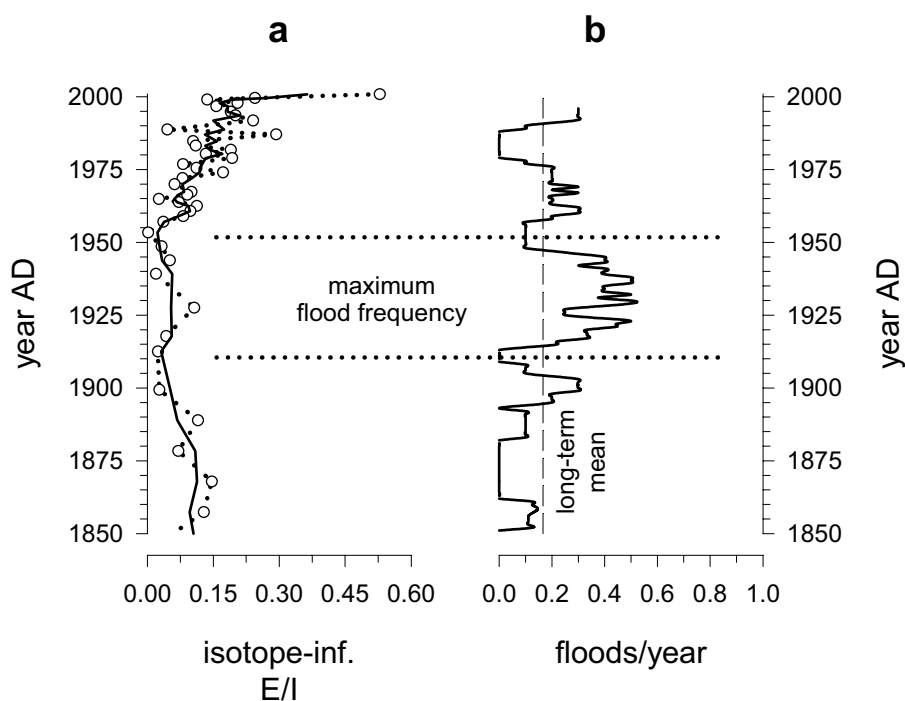 a
b
year AD
2000
1975
1950
1925
1900
1875
1850
maximum
flood frequency
long-term
mean
2000
1975
1950
1925
1900
1875
1850
year AD
0.00 0.15 0.30 0.45 0.60
0.0 0.2 0.4 0.6 0.8 1.0
isotope-inf.
E/I
floods/year